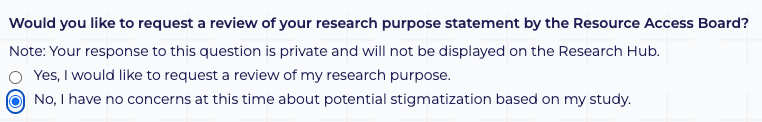 Would you like to request a review of your research purpose statement by the Resource Access Board?
Note: Your response to this question is private and will not be displayed on the Research Hub.
Yes, I would like to request a review of my research purpose.
No, I have no concerns at this time about potential stigmatization based on my study.